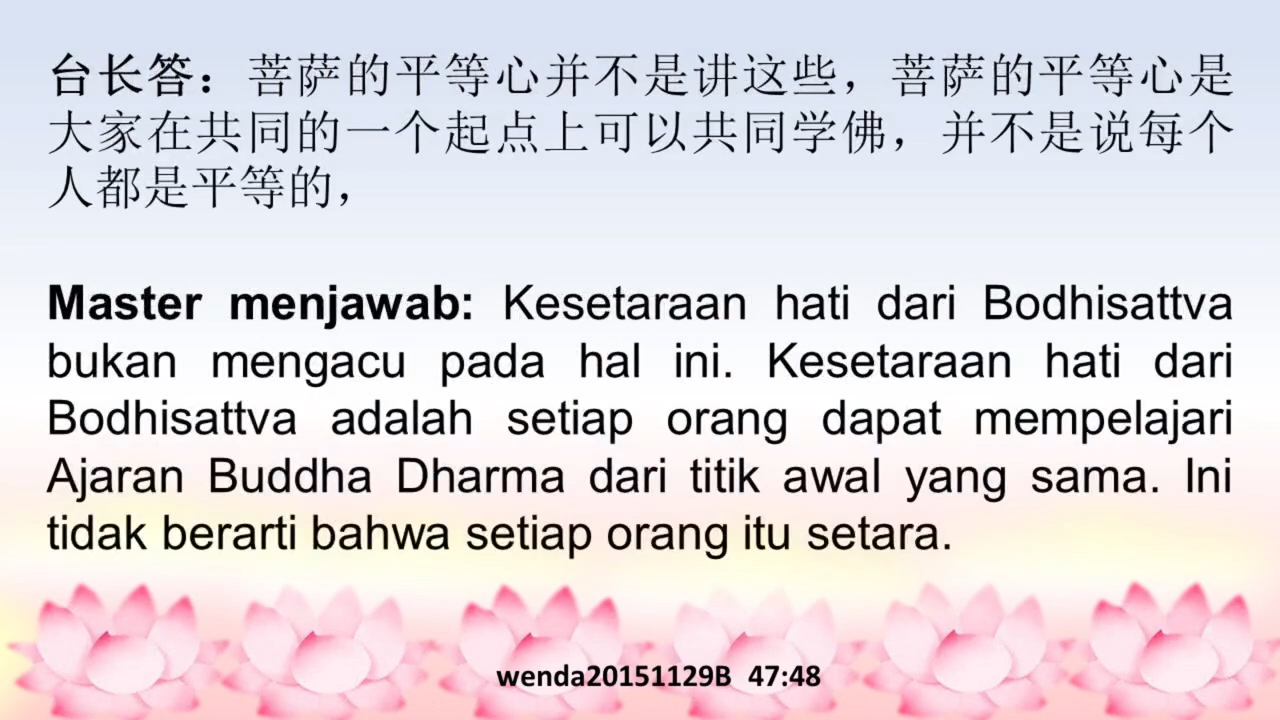 台长答：菩萨的平等心并不是讲这些，菩萨的平等心是
大家在共同的一个起点上可以共同学佛，并不是说每个
人都是平等的，
Master menjawab: Kesetaraan hati dari Bodhisattva
bukan mengacu pada hal ini. Kesetaraan hati dari
Bodhisattva adalah setiap orang dapat mempelajari
Ajaran Buddha Dharma dari titik awal yang sama. Ini
tidak berarti bahwa setiap orang itu setara.
wenda20151129B 47:48